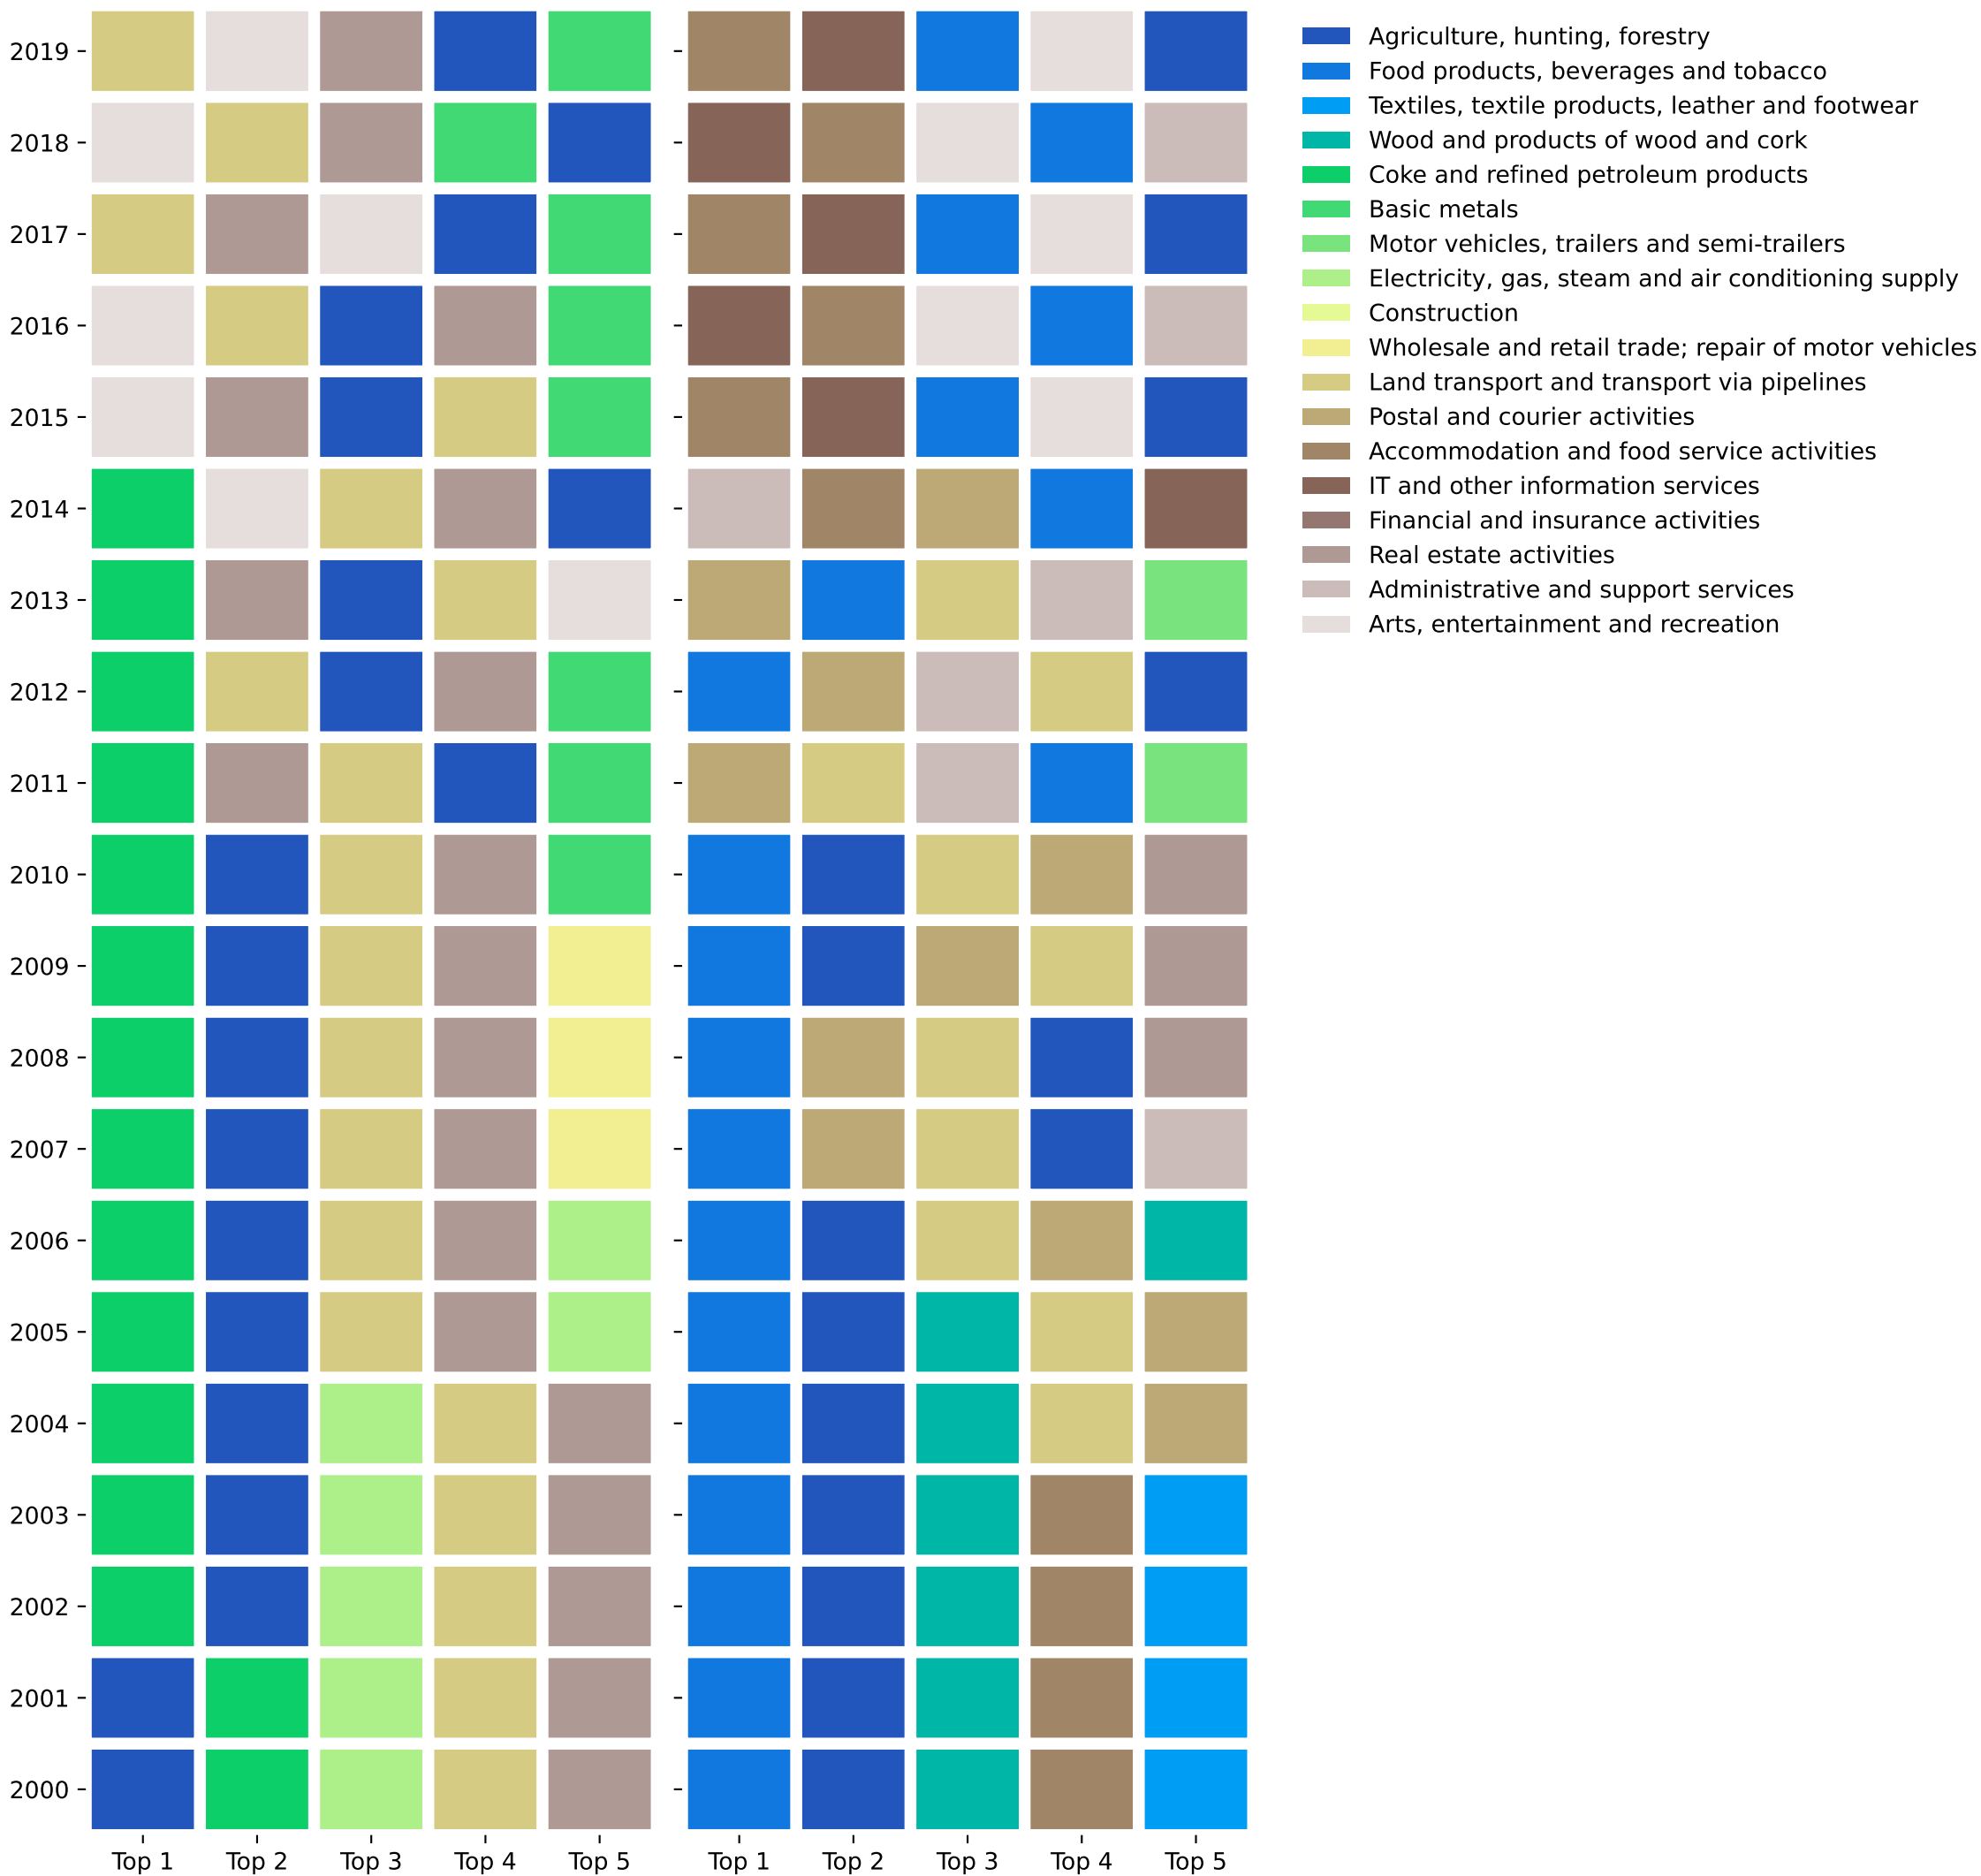 2019
2018
2017
2016
2015
2014
2013
2012
2011
2010
2009
2008
2007
2006
2005
2004
2003
2002
2001
2000
Top 1 Top 2 Top 3 Top 4 Top 5 Top 1 Top 2 Top 3 Top 4 Top 5
Agriculture, hunting, forestry
Food products, beverages and tobacco
Textiles, textile products, leather and footwear
Wood and products of wood and cork
Coke and refined petroleum products
Basic metals
Motor vehicles, trailers and semi-trailers
Electricity, gas, steam and air conditioning supply
Construction
Wholesale and retail trade; repair of motor vehicles
Land transport and transport via pipelines
Postal and courier activities
Accommodation and food service activities
IT and other information services
Financial and insurance activities
Real estate activities
Administrative and support services
Arts, entertainment and recreation